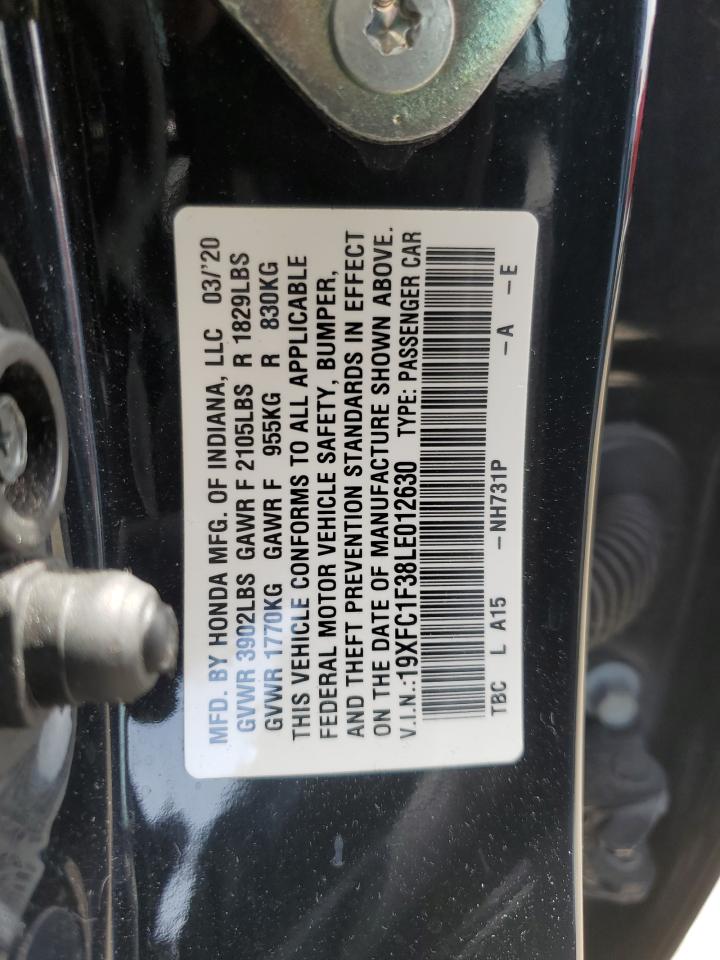 MFD. BY HONDA MFG. OF INDIANA, LLC 03/'20
GVWR 3902LBS GAWR F 2105LBS R 1829LBS
GVWR 1770KG GAWR F 955KG R 830KG
THIS VEHICLE CONFORMS TO ALL APPLICABLE
FEDERAL MOTOR VEHICLE SAFETY, BUMPER,
AND THEFT PREVENTION STANDARDS IN EFFECT
ON THE DATE OF MANUFACTURE SHOWN ABOVE.
V.I.N.: 19XFC1F38LE012630 TYPE: PASSENGER CAR
TBC L A15 –NH731P –A –E